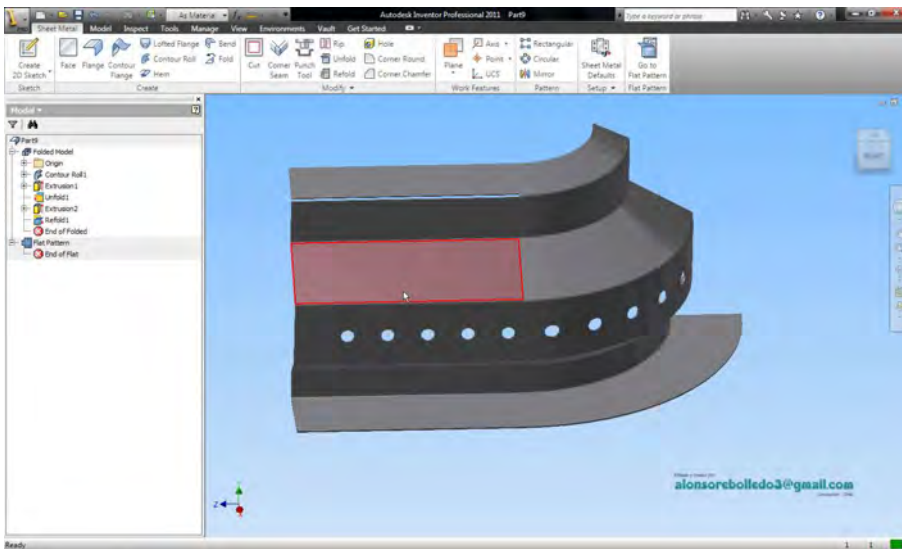 As Material
Autodesk Inventor Professional 2011 Part9
Type a keyword or phrase
Sheet Metal Model Inspect Tools Manage View Environments Vault Get Started
Create 2D Sketch
Face
Flange
Contour Flange
Lofted Flange
Contour Roll
Hem
Bend
Fold
Cut
Corner Seam
Punch Tool
Rip
Unfold
Refold
Hole
Corner Round
Corner Chamfer
Plane
Axis
Point
UCS
Rectangular
Circular
Mirror
Sheet Metal Defaults
Go to Flat Pattern
Sketch Create Modify Work Features Pattern Setup Flat Pattern
Model
Part9
Folded Model
Origin
Contour Roll1
Extrusion1
Unfold1
Extrusion2
Refold1
End of Folded
Flat Pattern
End of Flat
Z
alonsorebolledo3@gmail.com
Ready
1 1